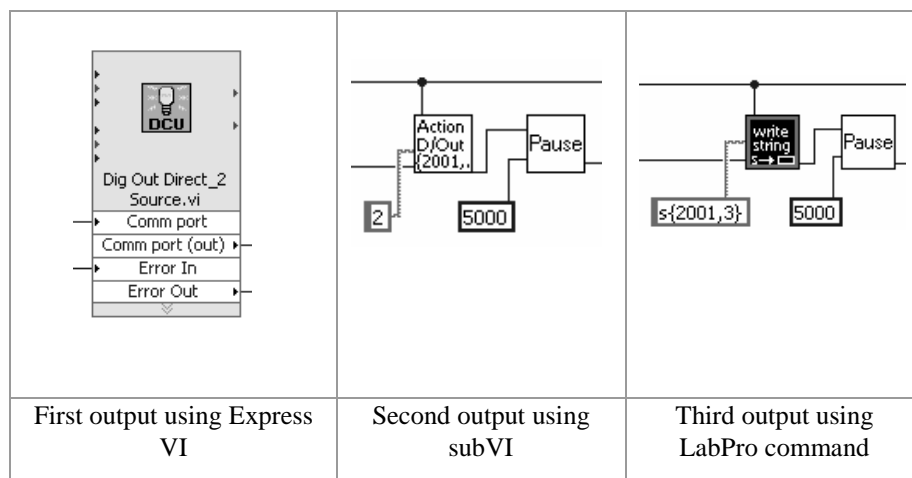 DCU
Dig Out Direct_2
Source.vi
Comm port
Comm port (out)
Error In
Error Out
First output using Express
VI
Action
D/Out
{2001,.
Pause
2
5000
Second output using
subVI
write
string
s
Pause
s{2001,3}
5000
Third output using
LabPro command